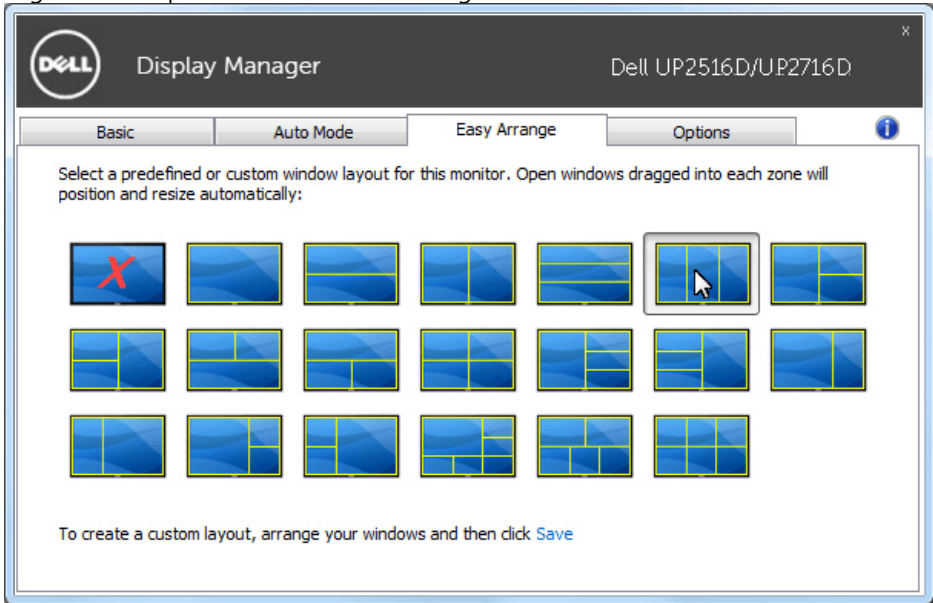 x
DELL
Display Manager
Dell UP2516D/UP2716D
Basic
Auto Mode
Easy Arrange
Options
i
Select a predefined or custom window layout for this monitor. Open windows dragged into each zone will
position and resize automatically:
X
To create a custom layout, arrange your windows and then click Save